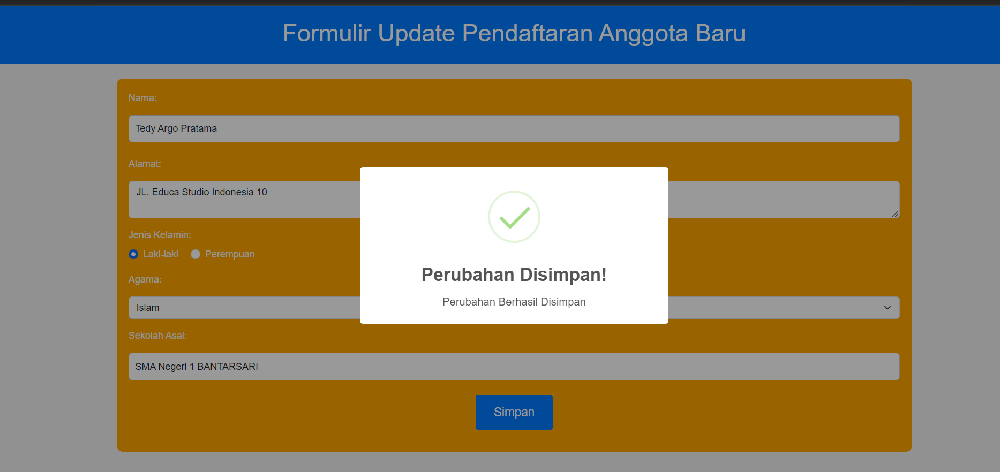 Formulir Update Pendaftaran Anggota Baru
Nama:
Tedy Argo Pratama
Alamat:
JL. Educa Studio Indonesia 10
Jenis Kelamin:
Laki-laki Perempuan
Agama:
Islam
Sekolah Asal:
SMA Negeri 1 BANTARSARI
Simpan
Perubahan Disimpan!
Perubahan Berhasil Disimpan